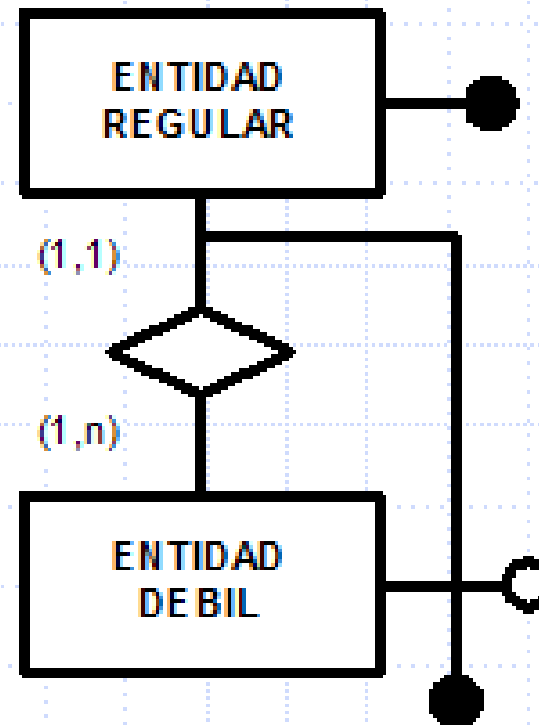 ENTIDAD
REGULAR
(1,1)
(1,n)
ENTIDAD
DEBIL